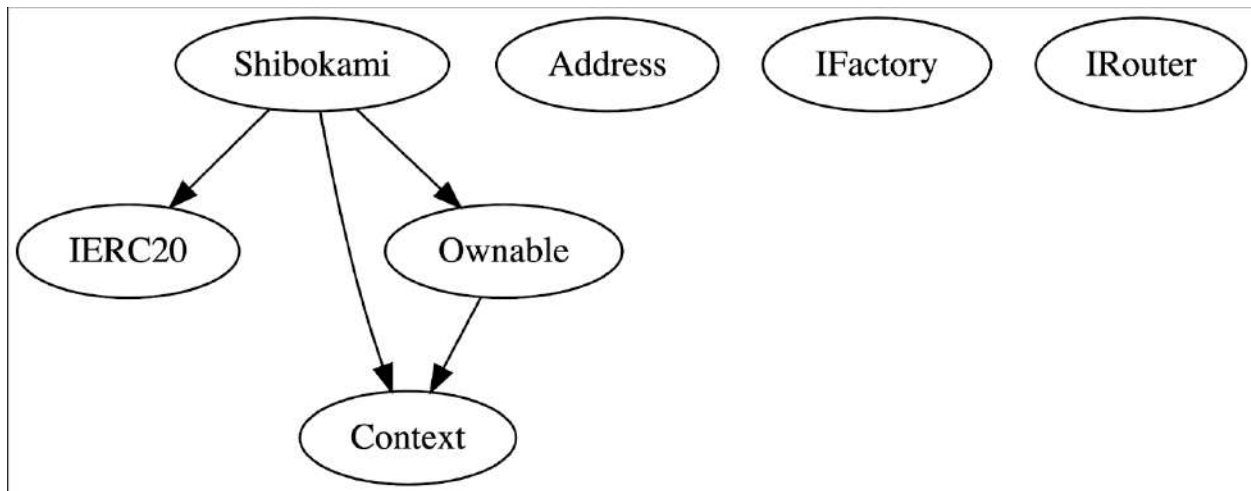 Shibokami
Address
IFactory
IRouter
IERC20
Ownable
Context